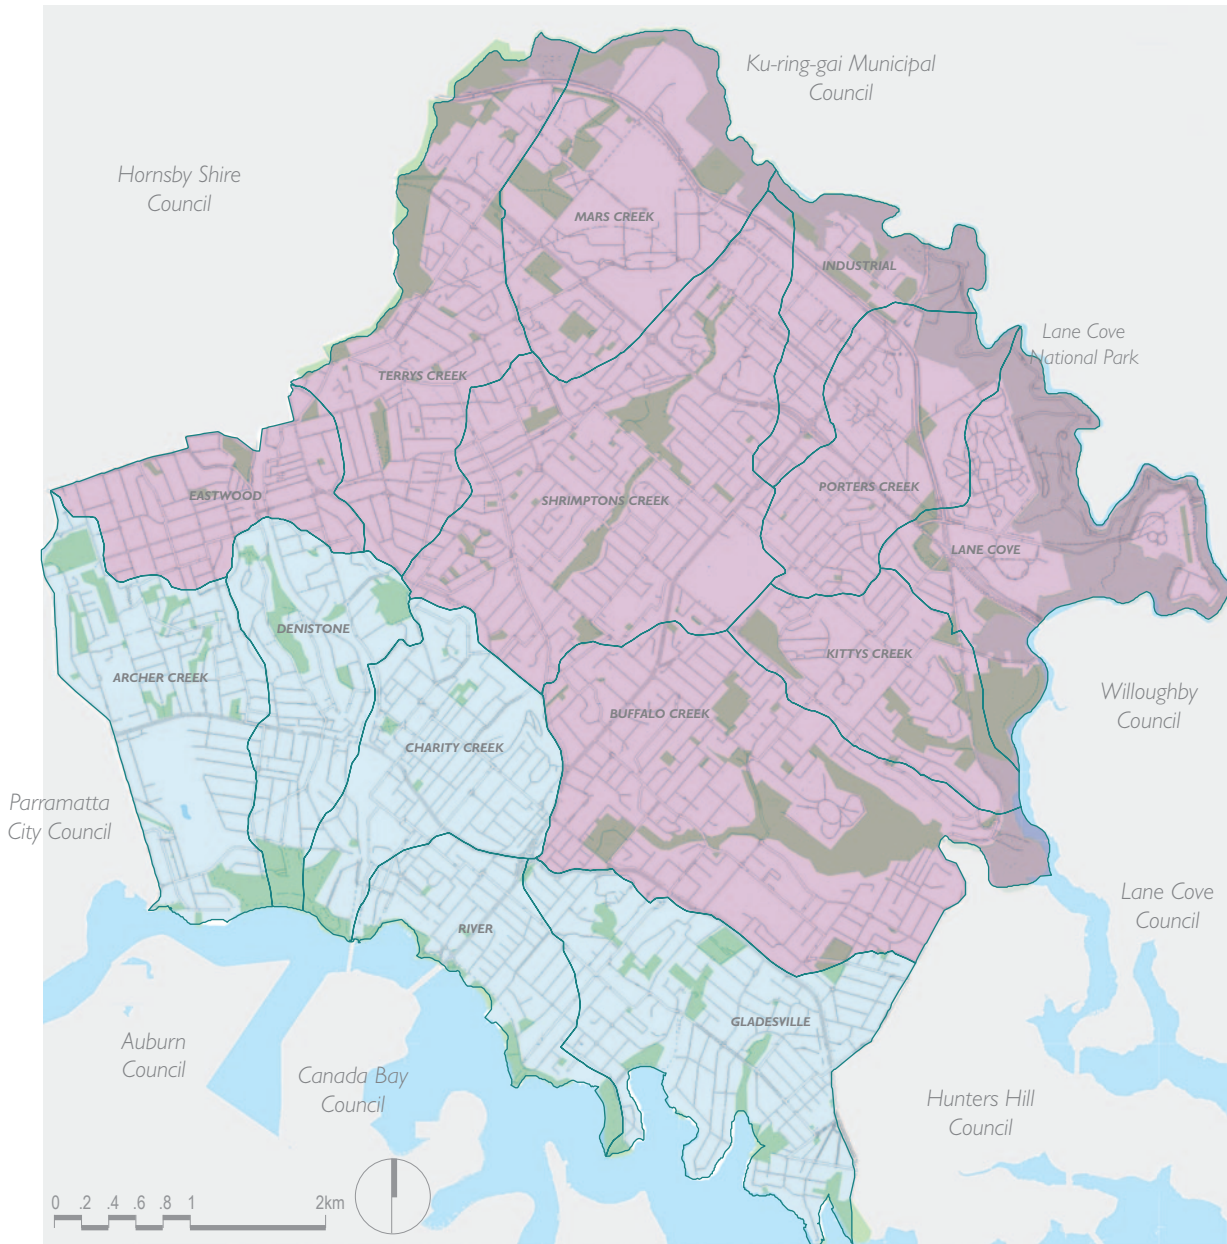 Ku-ring-gai Municipal
Council
Hornsby Shire
Council
MARS CREEK
INDUSTRIAL
Lane Cove
National Park
TERRYS CREEK
EASTWOOD
SHRIMPTONS CREEK
PORTERS CREEK
LANE COVE
DENISTONE
ARCHER CREEK
KITTYS CREEK
Willoughby
Council
BUFFALO CREEK
CHARITY CREEK
Parramatta
City Council
Lane Cove
Council
RIVER
GLADESVILLE
Auburn
Council
Canada Bay
Council
Hunters Hill
Council
0 .2 .4 .6 .8 1 2km